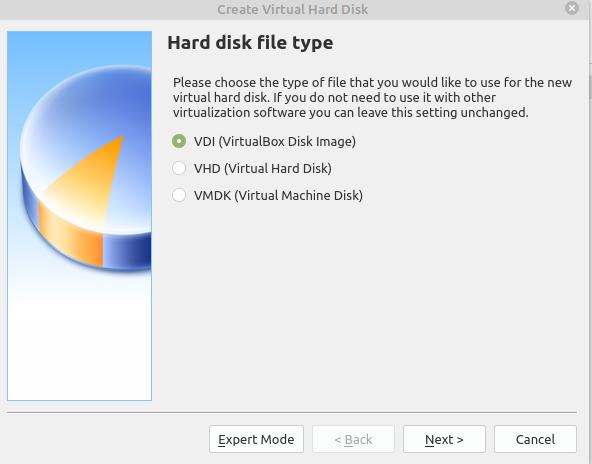 Create Virtual Hard Disk
Hard disk file type
Please choose the type of file that you would like to use for the new
virtual hard disk. If you do not need to use it with other
virtualization software you can leave this setting unchanged.
VDI (VirtualBox Disk Image)
VHD (Virtual Hard Disk)
VMDK (Virtual Machine Disk)
Expert Mode
< Back
Next >
Cancel